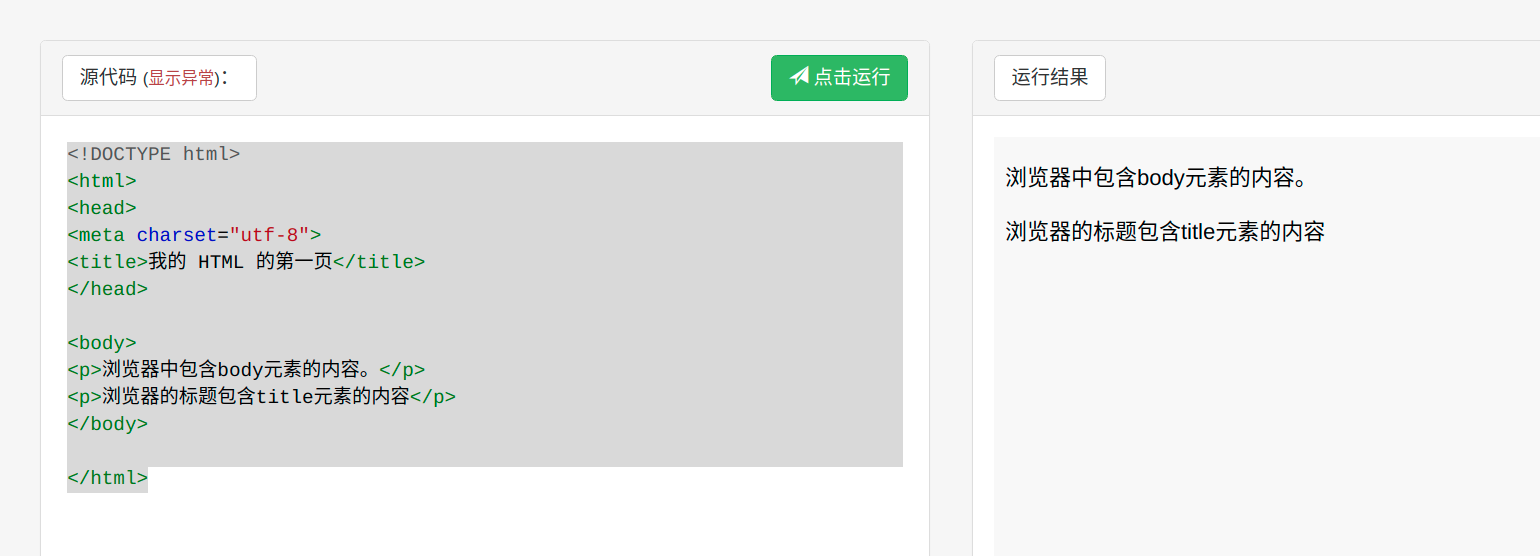 源代码 (显示异常)：
点击运行
运行结果
<!DOCTYPE html>
<html>
<head>
<meta charset="utf-8">
<title>我的 HTML 的第一页</title>
</head>
<body>
<p>浏览器中包含body元素的内容。</p>
<p>浏览器的标题包含title元素的内容</p>
</body>
</html>
浏览器中包含body元素的内容。
浏览器的标题包含title元素的内容